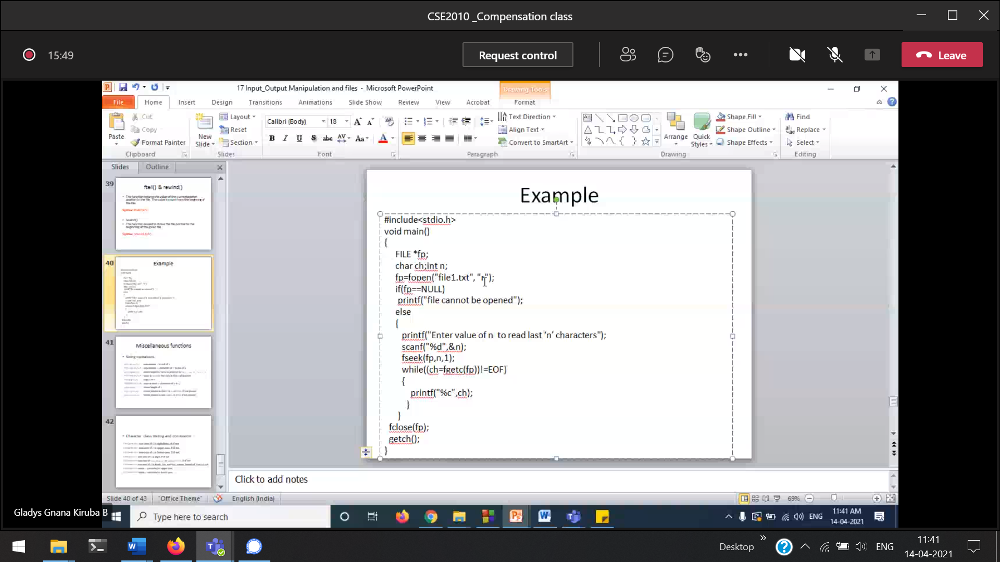 CSE2010 _Compensation class
15:49
Request control
Leave
17 Input_Output Manipulation and files - Microsoft PowerPoint
Drawing Tools
File Home Insert Design Transitions Animations Slide Show Review View Acrobat Format
Paste
Cut
Copy
Format Painter
Clipboard
New Slide
Layout
Reset
Section
Slides
Calibri (Body) 18
Font
Text Direction
Align Text
Convert to SmartArt
Paragraph
Arrange
Quick Styles
Shape Fill
Shape Outline
Shape Effects
Drawing
Find
Replace
Select
Editing
Slides Outline
39
ftell() & rewind()
40
Example
41
Miscellaneous functions
String operations
42
Character class testing and conversion
Example
#include<stdio.h>
void main()
{
FILE *fp;
char ch;int n;
fp=fopen("file1.txt", "r");
if(fp==NULL)
printf("file cannot be opened");
else
{
printf("Enter value of n to read last ‘n’ characters");
scanf("%d",&n);
fseek(fp,n,1);
while((ch=fgetc(fp))!=EOF)
{
printf("%c",ch);
}
}
fclose(fp);
getch();
}
Click to add notes
Slide 40 of 43 "Office Theme" English (India) 69%
Gladys Gnana Kiruba B
Type here to search
ENG
11:41 AM
14-04-2021
Desktop
ENG
11:41
14-04-2021